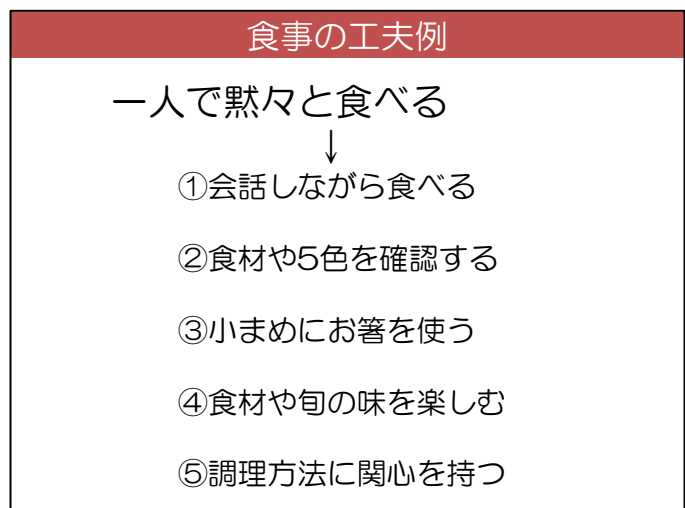 食事の工夫例
一人で黙々と食べる
↓
①会話しながら食べる
②食材や5色を確認する
③小まめにお箸を使う
④食材や旬の味を楽しむ
⑤調理方法に関心を持つ